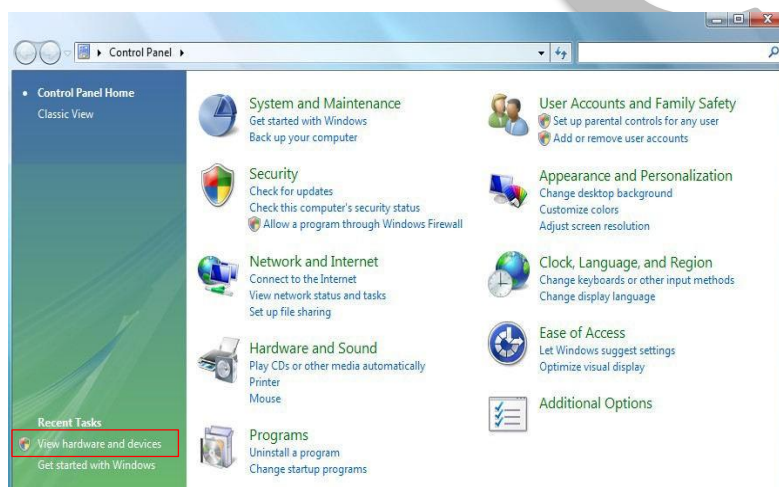 Control Panel
Control Panel Home
Classic View
System and Maintenance
Get started with Windows
Back up your computer
Security
Check for updates
Check this computer's security status
Allow a program through Windows Firewall
Network and Internet
Connect to the Internet
View network status and tasks
Set up file sharing
Hardware and Sound
Play CDs or other media automatically
Printer
Mouse
Programs
Uninstall a program
Change startup programs
User Accounts and Family Safety
Set up parental controls for any user
Add or remove user accounts
Appearance and Personalization
Change desktop background
Customize colors
Adjust screen resolution
Clock, Language, and Region
Change keyboards or other input methods
Change display language
Ease of Access
Let Windows suggest settings
Optimize visual display
Additional Options
Recent Tasks
View hardware and devices
Get started with Windows